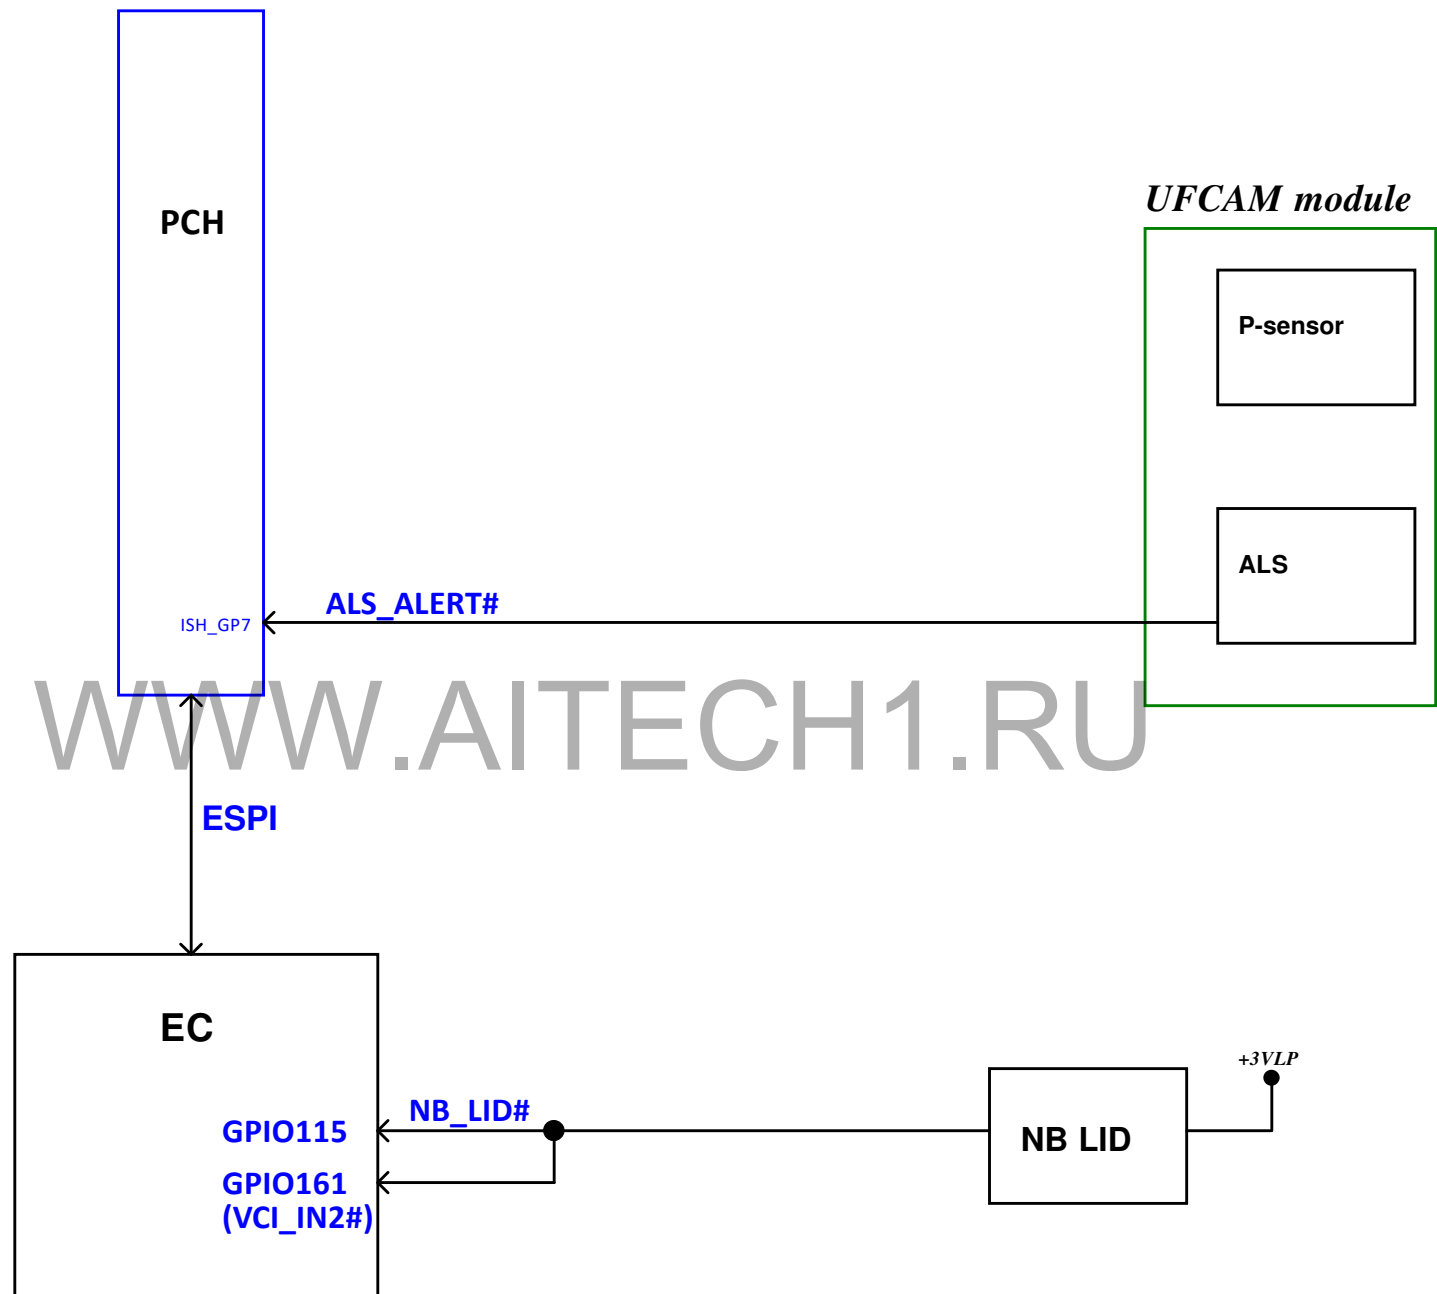 UFCAM module
PCH
P-sensor
ALS
ALS_ALERT#
ISH_GP7
WWW.AITECH1.RU
ESPI
EC
+3VLP
NB_LID#
GPIO115
NB LID
GPIO161
(VCI_IN2#)